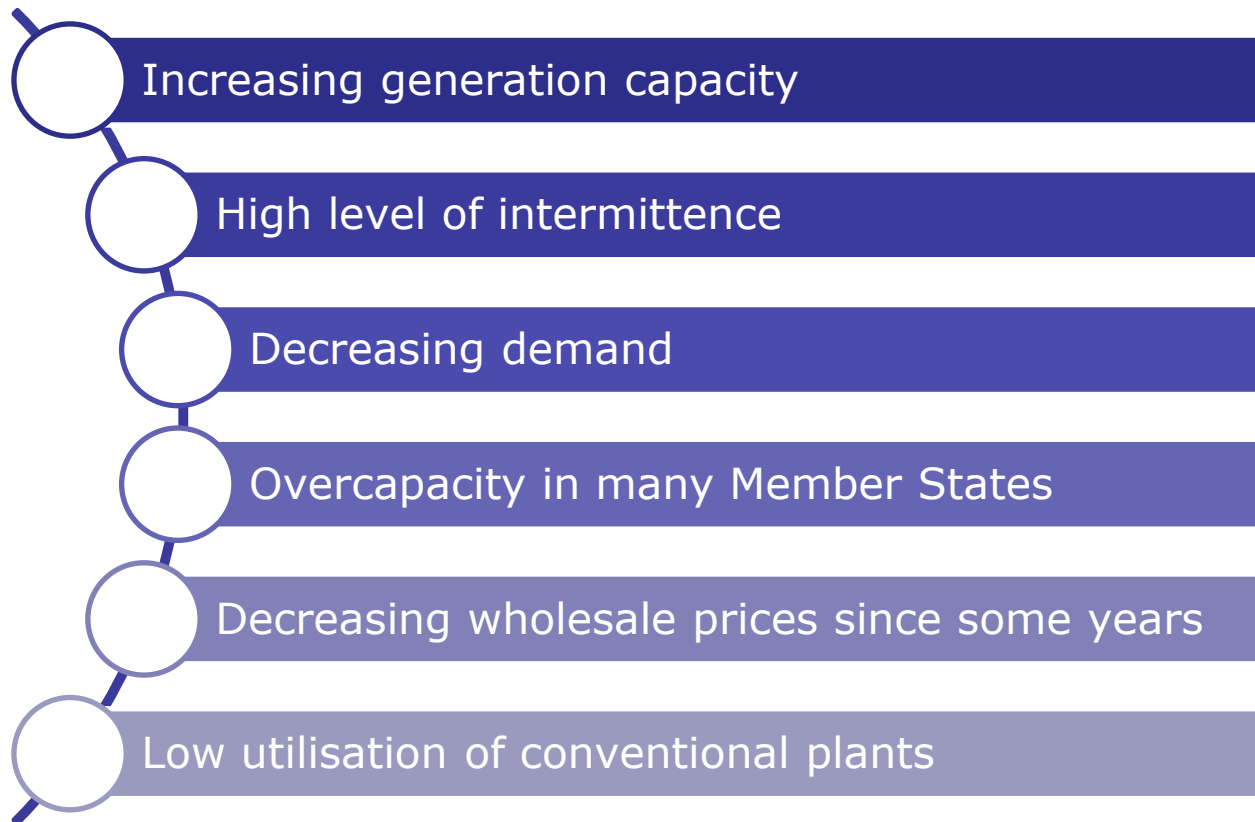 Increasing generation capacity
High level of intermittence
Decreasing demand
Overcapacity in many Member States
Decreasing wholesale prices since some years
Low utilisation of conventional plants